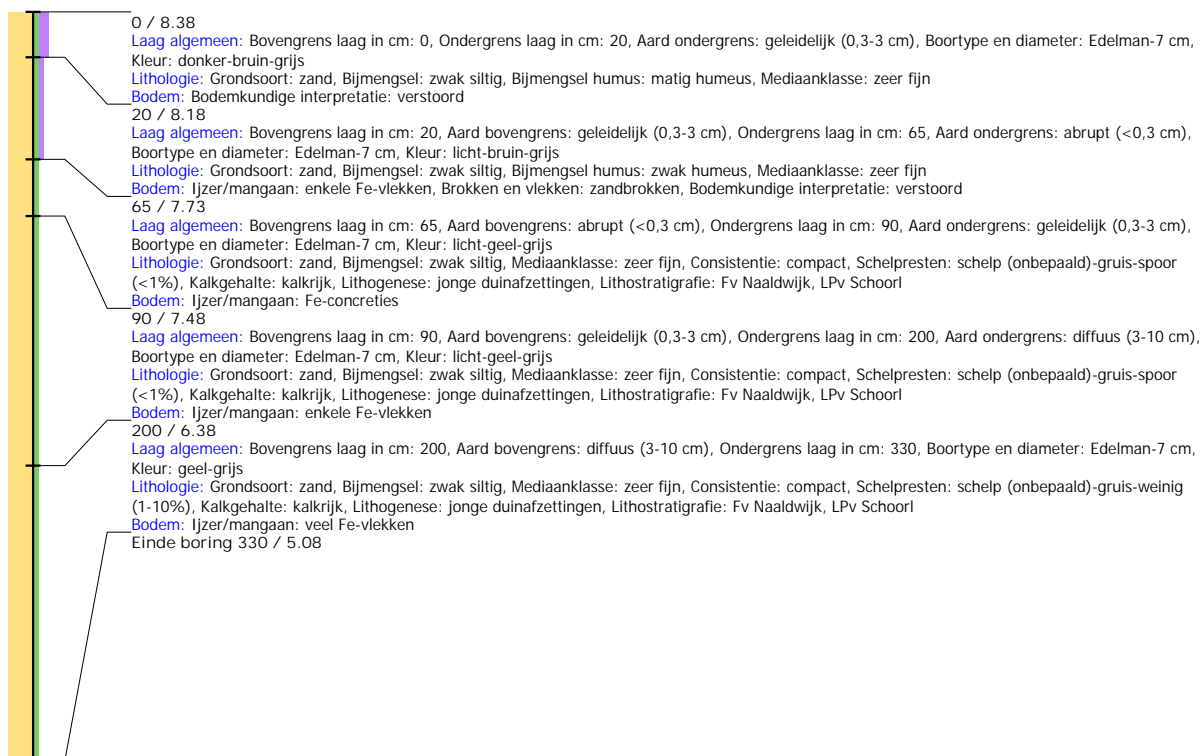 0 / 8.38
Laag algemeen: Bovengrens laag in cm: 0, Ondergrens laag in cm: 20, Aard ondergrens: geleidelijk (0,3-3 cm), Boortype en diameter: Edelman-7 cm,
Kleur: donker-bruin-grijs
Lithologie: Grondsoort: zand, Bijmengsel: zwak siltig, Bijmengsel humus: matig humeus, Mediaanklasse: zeer fijn
Bodem: Bodemkundige interpretatie: verstoord
20 / 8.18
Laag algemeen: Bovengrens laag in cm: 20, Aard bovengrens: geleidelijk (0,3-3 cm), Ondergrens laag in cm: 65, Aard ondergrens: abrupt (<0,3 cm),
Boortype en diameter: Edelman-7 cm, Kleur: licht-bruin-grijs
Lithologie: Grondsoort: zand, Bijmengsel: zwak siltig, Bijmengsel humus: zwak humeus, Mediaanklasse: zeer fijn
Bodem: Ijzer/mangaan: enkele Fe-vlekken, Brokken en vlekken: zandbrokken, Bodemkundige interpretatie: verstoord
65 / 7.73
Laag algemeen: Bovengrens laag in cm: 65, Aard bovengrens: abrupt (<0,3 cm), Ondergrens laag in cm: 90, Aard ondergrens: geleidelijk (0,3-3 cm),
Boortype en diameter: Edelman-7 cm, Kleur: licht-geel-grijs
Lithologie: Grondsoort: zand, Bijmengsel: zwak siltig, Mediaanklasse: zeer fijn, Consistentie: compact, Schelpresten: schelp (onbepaald)-gruis-spoor
(<1%), Kalkgehalte: kalkrijk, Lithogenese: jonge duinafzettingen, Lithostratigrafie: Fv Naaldwijk, LPv Schoorl
Bodem: Ijzer/mangaan: Fe-concreties
90 / 7.48
Laag algemeen: Bovengrens laag in cm: 90, Aard bovengrens: geleidelijk (0,3-3 cm), Ondergrens laag in cm: 200, Aard ondergrens: diffuus (3-10 cm),
Boortype en diameter: Edelman-7 cm, Kleur: licht-geel-grijs
Lithologie: Grondsoort: zand, Bijmengsel: zwak siltig, Mediaanklasse: zeer fijn, Consistentie: compact, Schelpresten: schelp (onbepaald)-gruis-spoor
(<1%), Kalkgehalte: kalkrijk, Lithogenese: jonge duinafzettingen, Lithostratigrafie: Fv Naaldwijk, LPv Schoorl
Bodem: Ijzer/mangaan: enkele Fe-vlekken
200 / 6.38
Laag algemeen: Bovengrens laag in cm: 200, Aard bovengrens: diffuus (3-10 cm), Ondergrens laag in cm: 330, Boortype en diameter: Edelman-7 cm,
Kleur: geel-grijs
Lithologie: Grondsoort: zand, Bijmengsel: zwak siltig, Mediaanklasse: zeer fijn, Consistentie: compact, Schelpresten: schelp (onbepaald)-gruis-weinig
(1-10%), Kalkgehalte: kalkrijk, Lithogenese: jonge duinafzettingen, Lithostratigrafie: Fv Naaldwijk, LPv Schoorl
Bodem: Ijzer/mangaan: veel Fe-vlekken
Einde boring 330 / 5.08